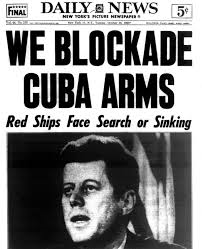 FINAL
DAILY NEWS
NEW YORK'S PICTURE NEWSPAPER
5¢
WE BLOCKADE
CUBA ARMS
Red Ships Face Search or Sinking